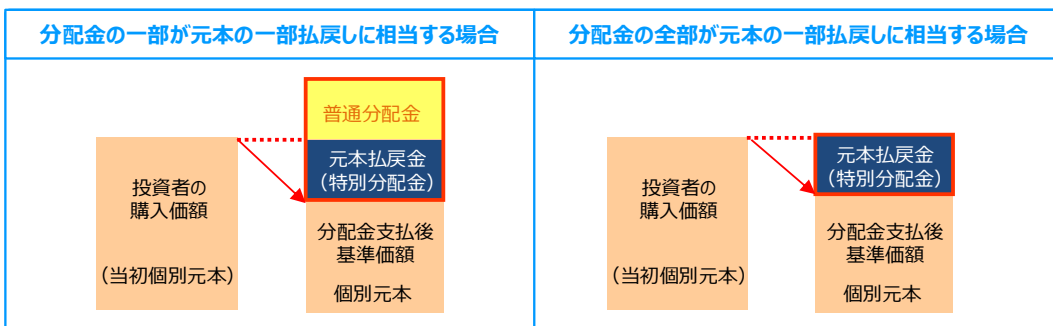 分配金の一部が元本の一部払戻しに相当する場合
普通分配金
元本払戻金
（特別分配金）
投資者の
購入価額
（当初個別元本）
分配金支払後
基準価額
個別元本
分配金の全部が元本の一部払戻しに相当する場合
元本払戻金
（特別分配金）
投資者の
購入価額
（当初個別元本）
分配金支払後
基準価額
個別元本